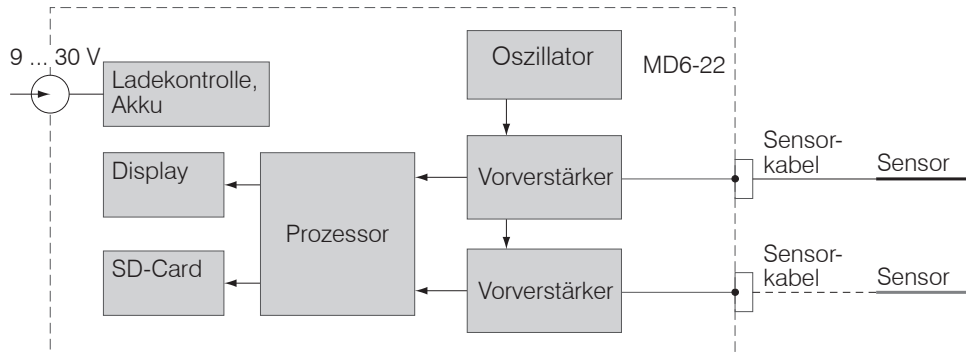 9 ... 30 V
Ladekontrolle,
Akku
Oszillator
MD6-22
Display
Prozessor
Vorverstärker
Sensor-
kabel
Sensor
SD-Card
Vorverstärker
Sensor-
kabel
Sensor